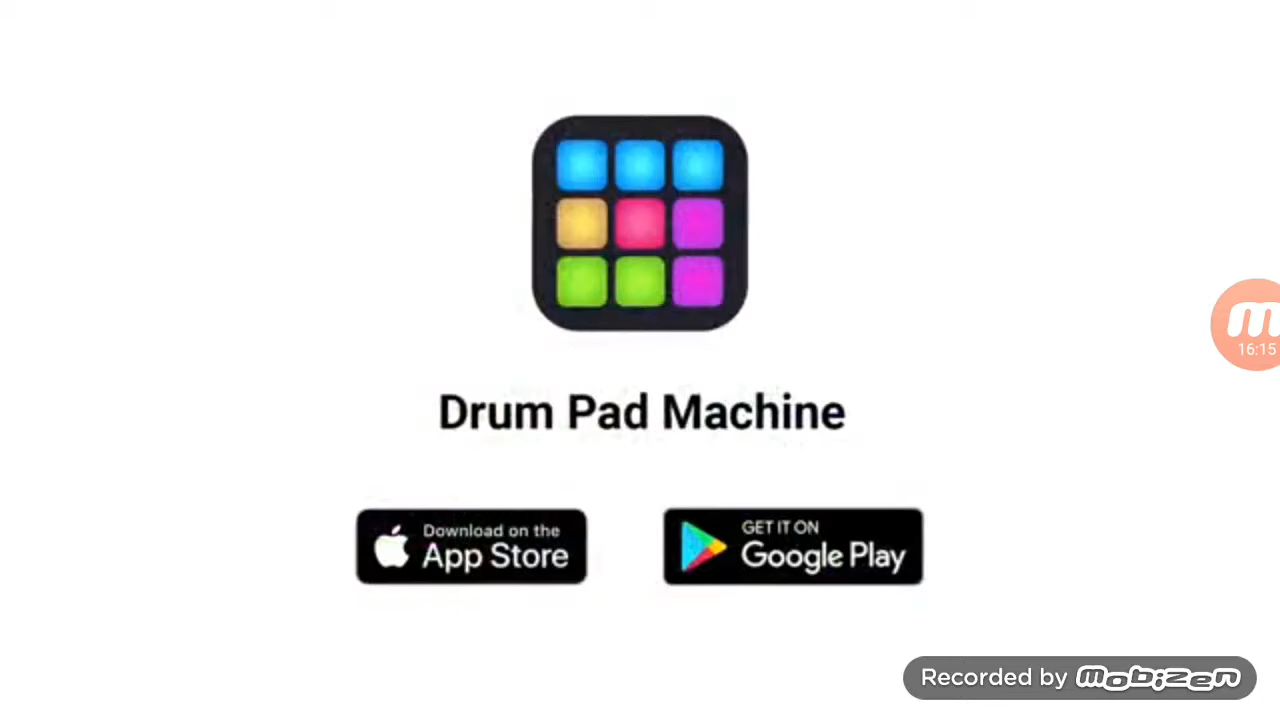 Drum Pad Machine
Download on the
App Store
GET IT ON
Google Play
16:15
Recorded by Mobizen